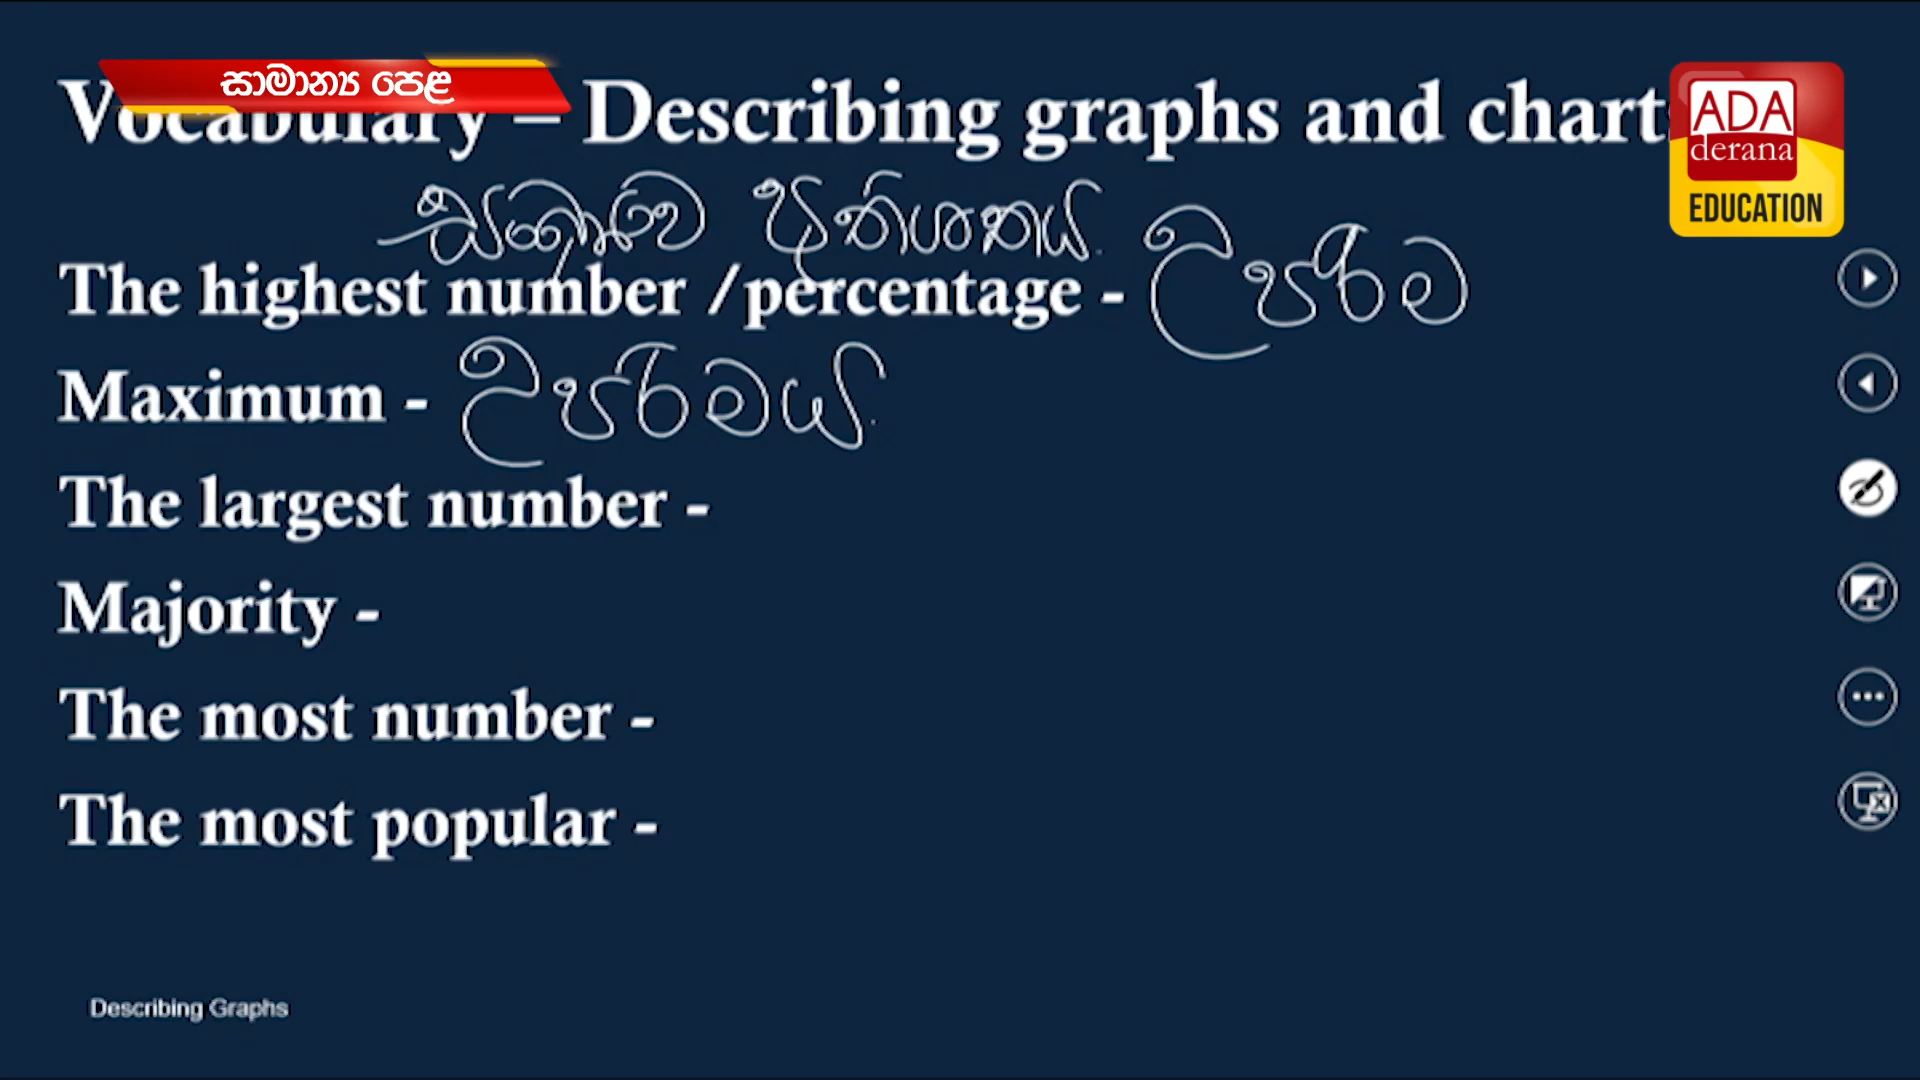 සාමාන්‍ය පෙළ
Vocabulary – Describing graphs and charts
ADA
derana
EDUCATION
සංඛ්‍යාව ප්‍රතිශතය
The highest number /percentage - උපරිම
Maximum - උපරිමය
The largest number -
Majority -
The most number -
The most popular -
Describing Graphs